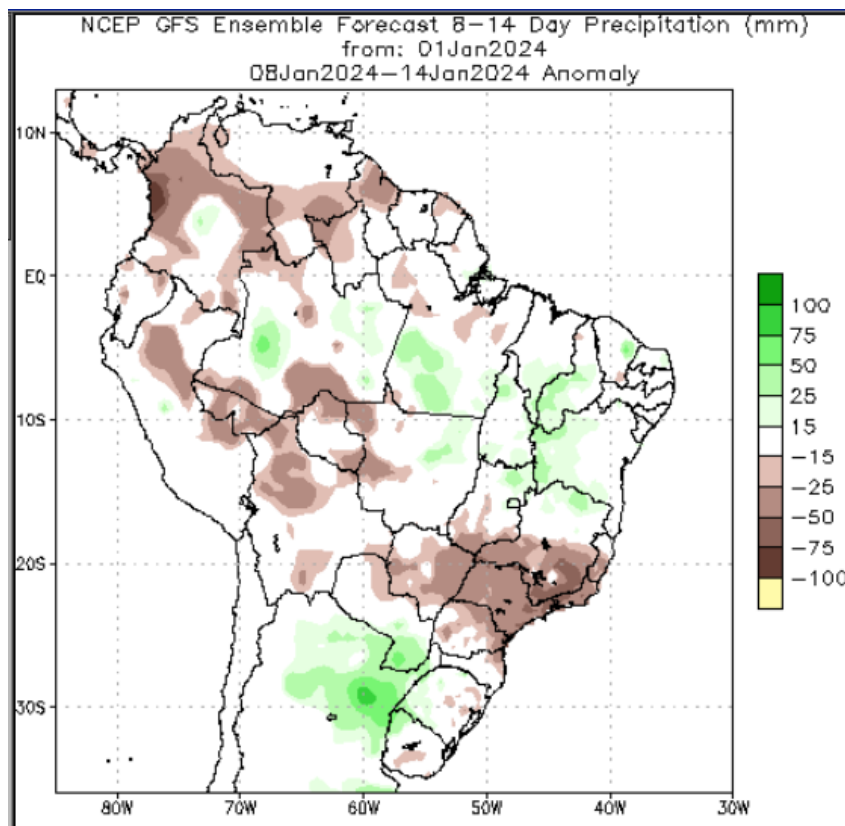 NCEP GFS Ensemble Forecast 8-14 Day Precipitation (mm)
from: 01Jan2024
08Jan2024-14Jan2024 Anomaly
10N
EQ
10S
20S
30S
80W
70W
60W
50W
40W
30W
100
75
50
25
15
-15
-25
-50
-75
-100